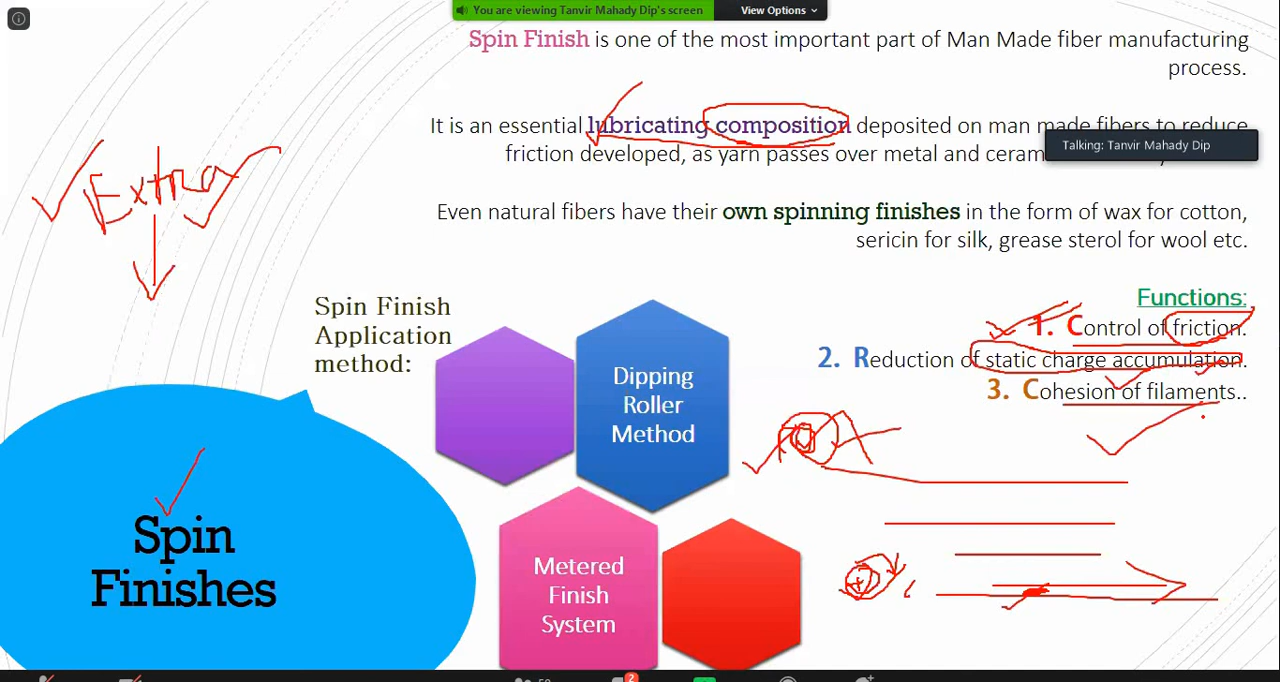 You are viewing Tanvir Mahady Dip's screen
View Options
Spin Finish is one of the most important part of Man Made fiber manufacturing
process.
It is an essential lubricating composition deposited on man made fibers to reduce
Talking: Tanvir Mahady Dip
friction developed, as yarn passes over metal and
Extra
Even natural fibers have their own spinning finishes in the form of wax for cotton,
sericin for silk, grease sterol for wool etc.
Functions:
1. Control of friction.
2. Reduction of static charge accumulation.
3. Cohesion of filaments..
Spin Finish
Application
method:
Dipping
Roller
Method
Metered
Finish
System
Spin
Finishes
2